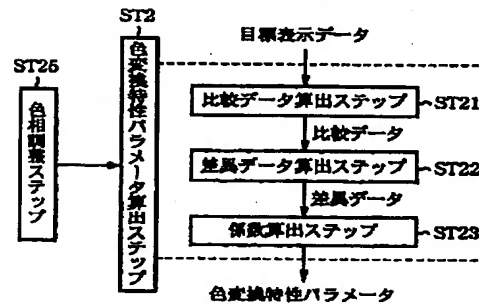 ST25
色相調整ステップ
ST2
色変換特性パラメータ算出ステップ
目標表示データ
比較データ算出ステップ
ST21
比較データ
差異データ算出ステップ
ST22
差異データ
係数算出ステップ
ST23
色変換特性パラメータ